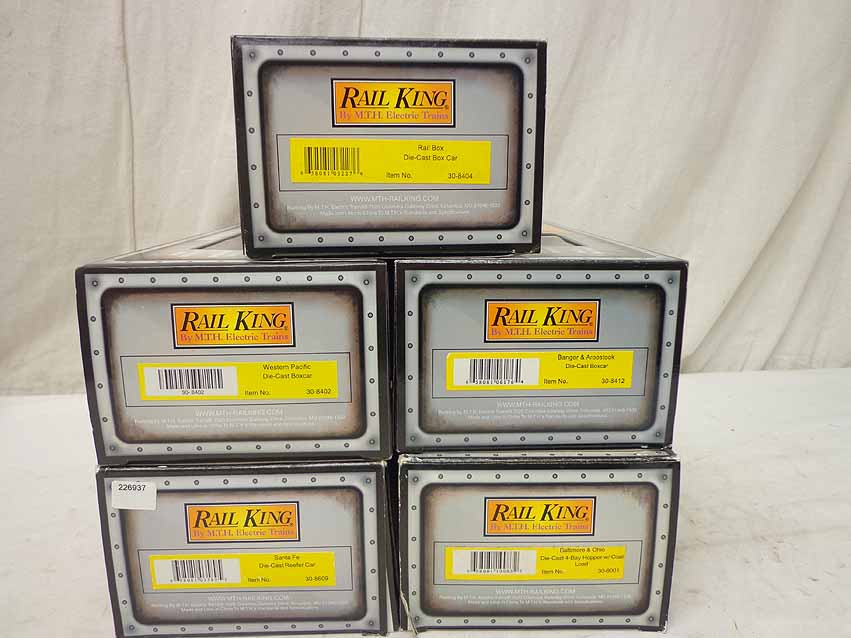 RAIL KING®
By M.T.H. Electric Trains
Rail Box
Die-Cast Box Car
Item No. 30-8404
WWW.MTH-RAILKING.COM
RAIL KING®
By M.T.H. Electric Trains
Western Pacific
Die-Cast Boxcar
30-8402
Item No. 30-8402
WWW.MTH-RAILKING.COM
RAIL KING®
By M.T.H. Electric Trains
Bangor & Aroostook
Die-Cast Boxcar
Item No. 30-8412
WWW.MTH-RAILKING.COM
226937
RAIL KING®
By M.T.H. Electric Trains
Santa Fe
Die-Cast Reefer Car
Item No. 30-8609
WWW.MTH-RAILKING.COM
RAIL KING®
By M.T.H. Electric Trains
Baltimore & Ohio
Die-Cast 4-Bay Hopper w/ Coal
Load
Item No. 30-8001
WWW.MTH-RAILKING.COM